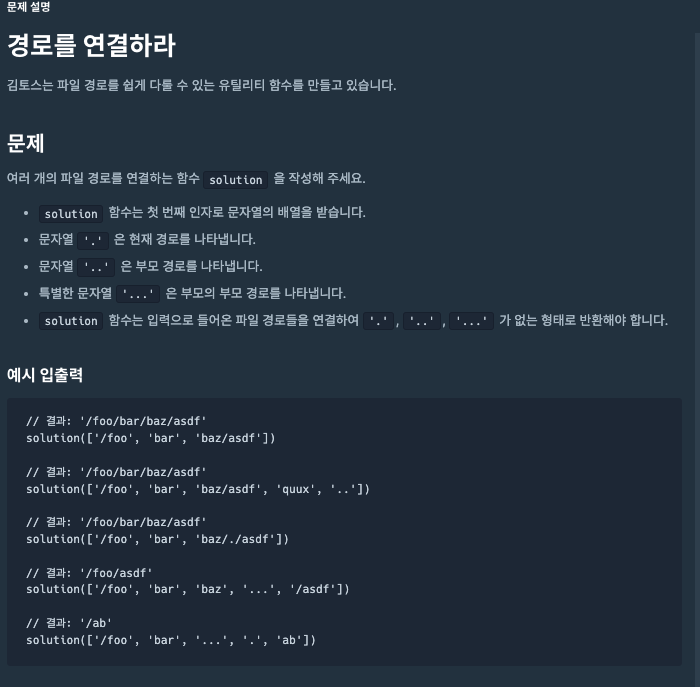 문제 설명
경로를 연결하라
김토스는 파일 경로를 쉽게 다룰 수 있는 유틸리티 함수를 만들고 있습니다.
문제
여러 개의 파일 경로를 연결하는 함수 solution 을 작성해 주세요.
• solution 함수는 첫 번째 인자로 문자열의 배열을 받습니다.
• 문자열 '.' 은 현재 경로를 나타냅니다.
• 문자열 '..' 은 부모 경로를 나타냅니다.
• 특별한 문자열 '...' 은 부모의 부모 경로를 나타냅니다.
• solution 함수는 입력으로 들어온 파일 경로들을 연결하여 '.', '..', '...' 가 없는 형태로 반환해야 합니다.
예시 입출력
// 결과: '/foo/bar/baz/asdf'
solution(['/foo', 'bar', 'baz/asdf'])
// 결과: '/foo/bar/baz/asdf'
solution(['/foo', 'bar', 'baz/asdf', 'quux', '..'])
// 결과: '/foo/bar/baz/asdf'
solution(['/foo', 'bar', 'baz/./asdf'])
// 결과: '/foo/asdf'
solution(['/foo', 'bar', 'baz', '...', '/asdf'])
// 결과: '/ab'
solution(['/foo', 'bar', '...', '.', 'ab'])